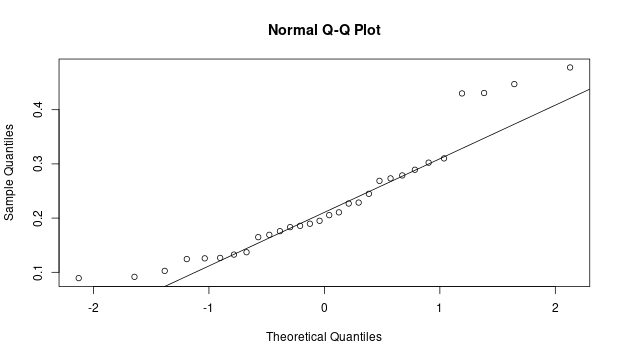 Normal Q-Q Plot
Sample Quantiles
0.4
0.3
0.2
0.1
-2 -1 0 1 2
Theoretical Quantiles